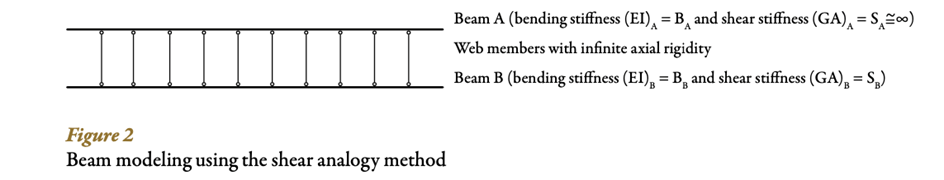 Beam A (bending stiffness (EI)A = BA and shear stiffness (GA)A = SA≅∞)
Web members with infinite axial rigidity
Beam B (bending stiffness (EI)B = BB and shear stiffness (GA)B = SB)
Figure 2
Beam modeling using the shear analogy method